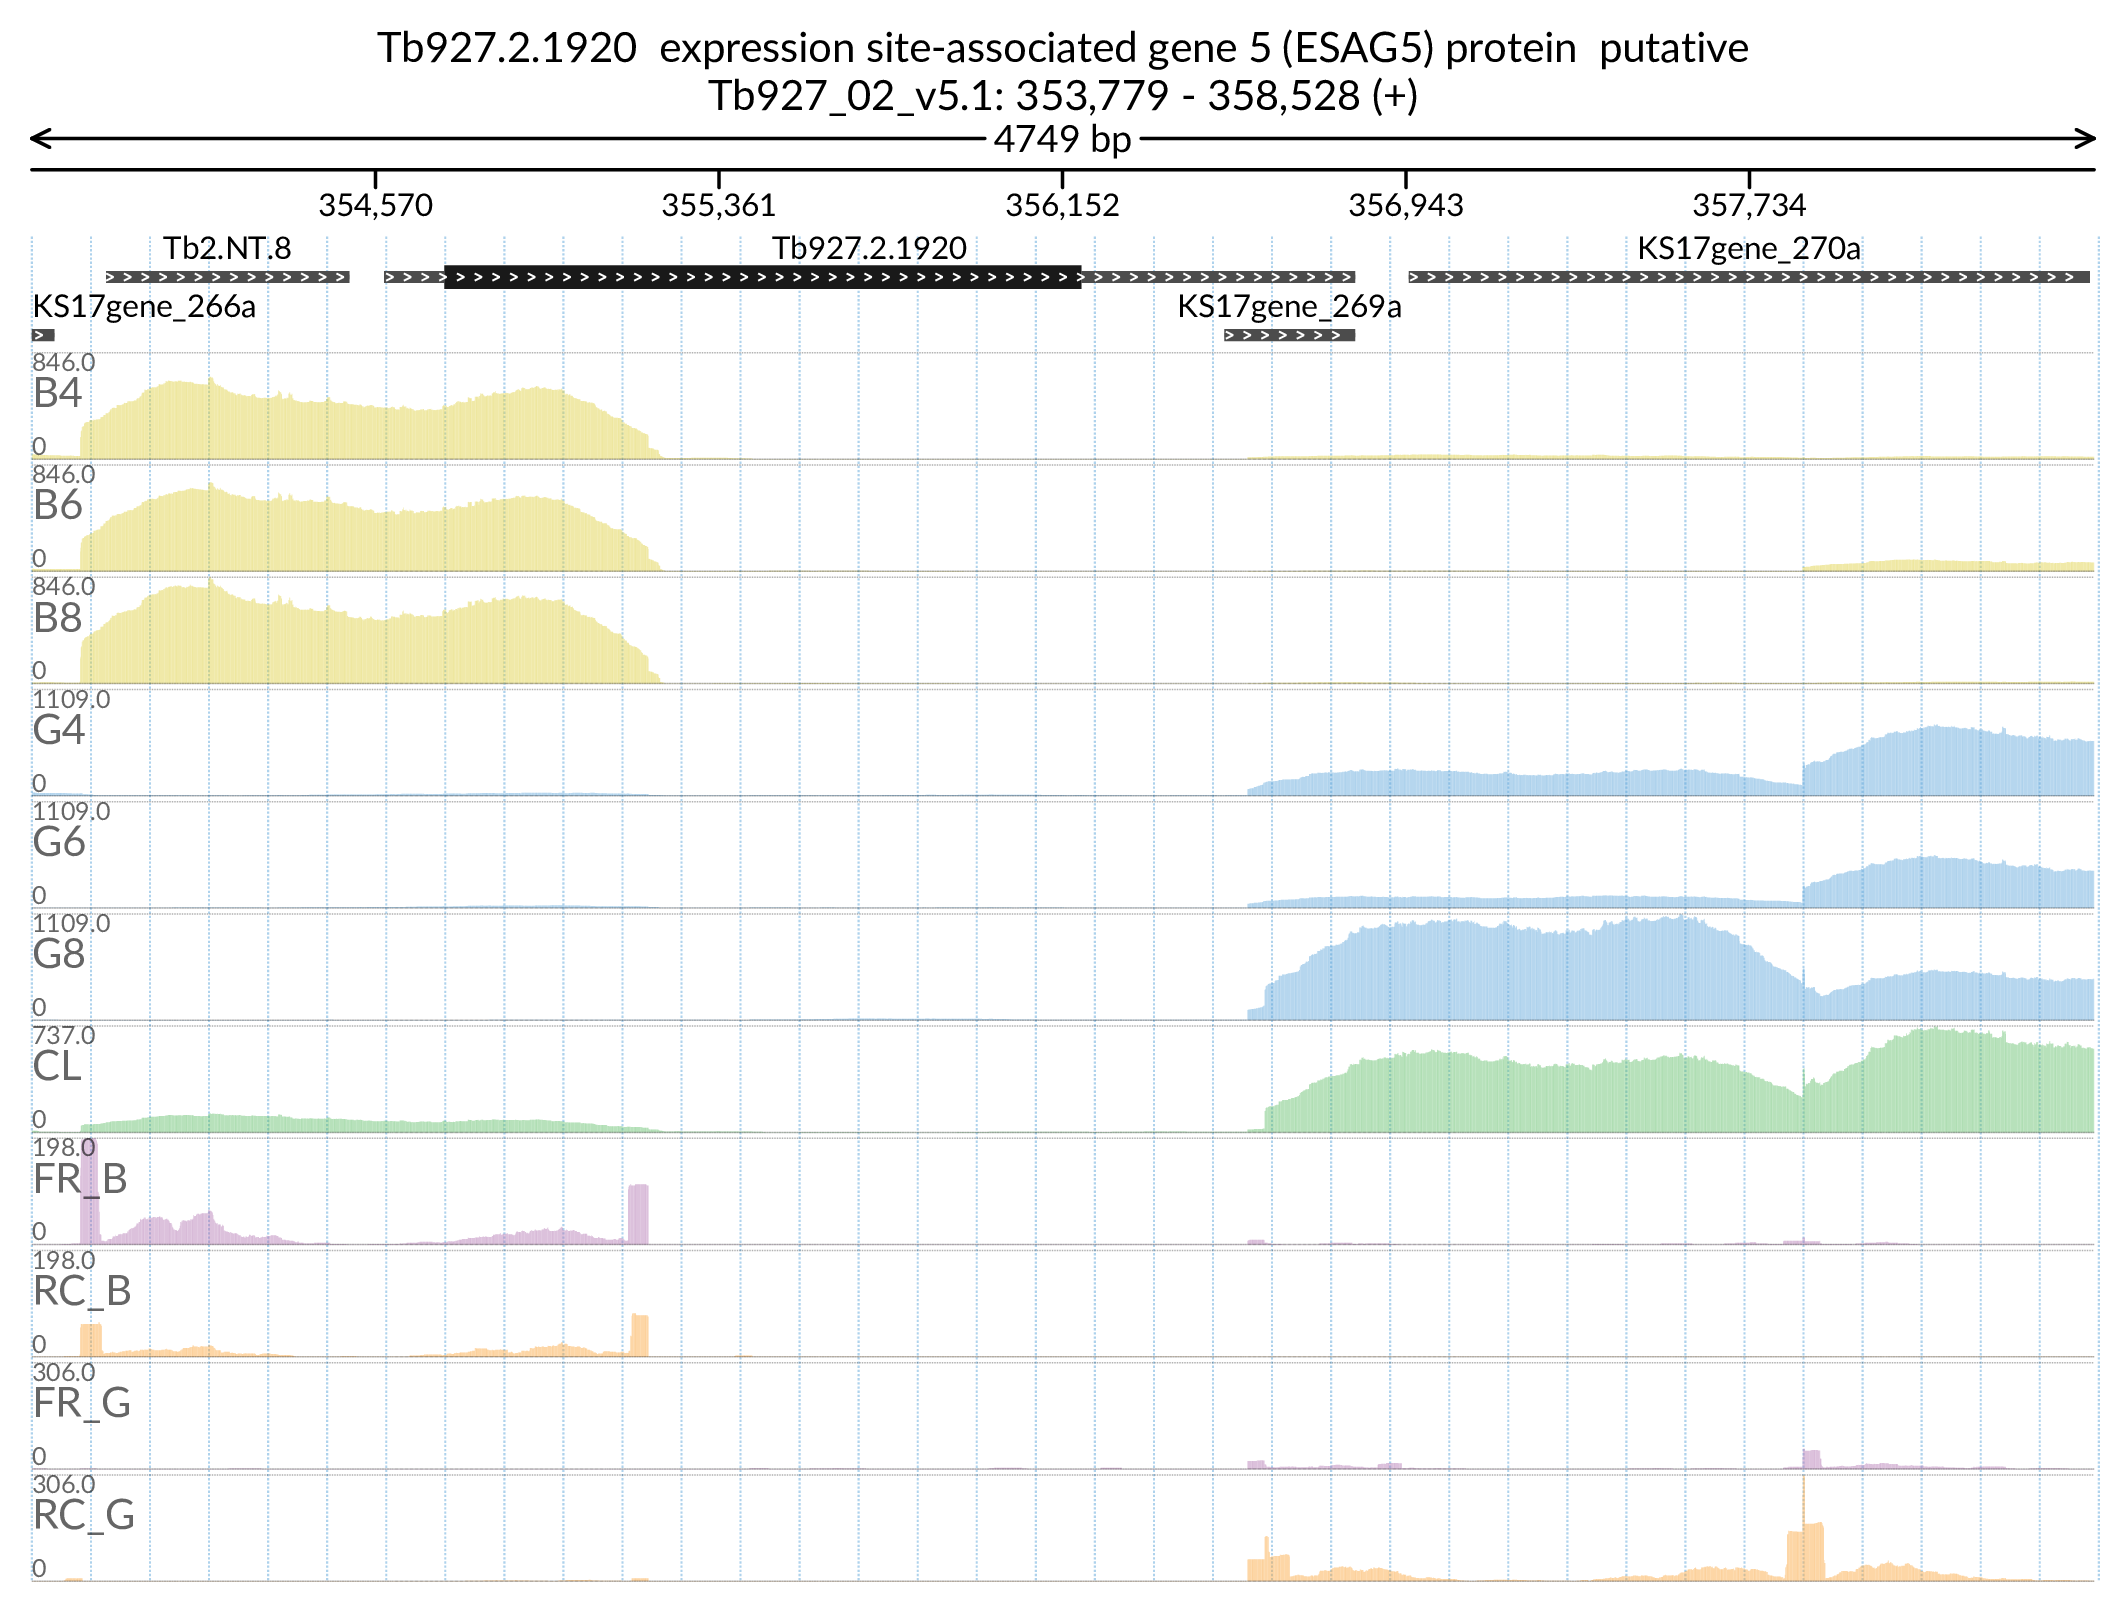 Tb927.2.1920  expression site-associated gene 5 (ESAG5) protein  putative
Tb927_02_v5.1: 353,779 - 358,528 (+)
4749 bp
354,570 355,361 356,152 356,943 357,734
Tb2.NT.8 Tb927.2.1920 KS17gene_270a
KS17gene_266a KS17gene_269a
846.0
B4
0
846.0
B6
0
846.0
B8
0
1109.0
G4
0
1109.0
G6
0
1109.0
G8
0
737.0
CL
0
198.0
FR_B
0
198.0
RC_B
0
306.0
FR_G
0
306.0
RC_G
0